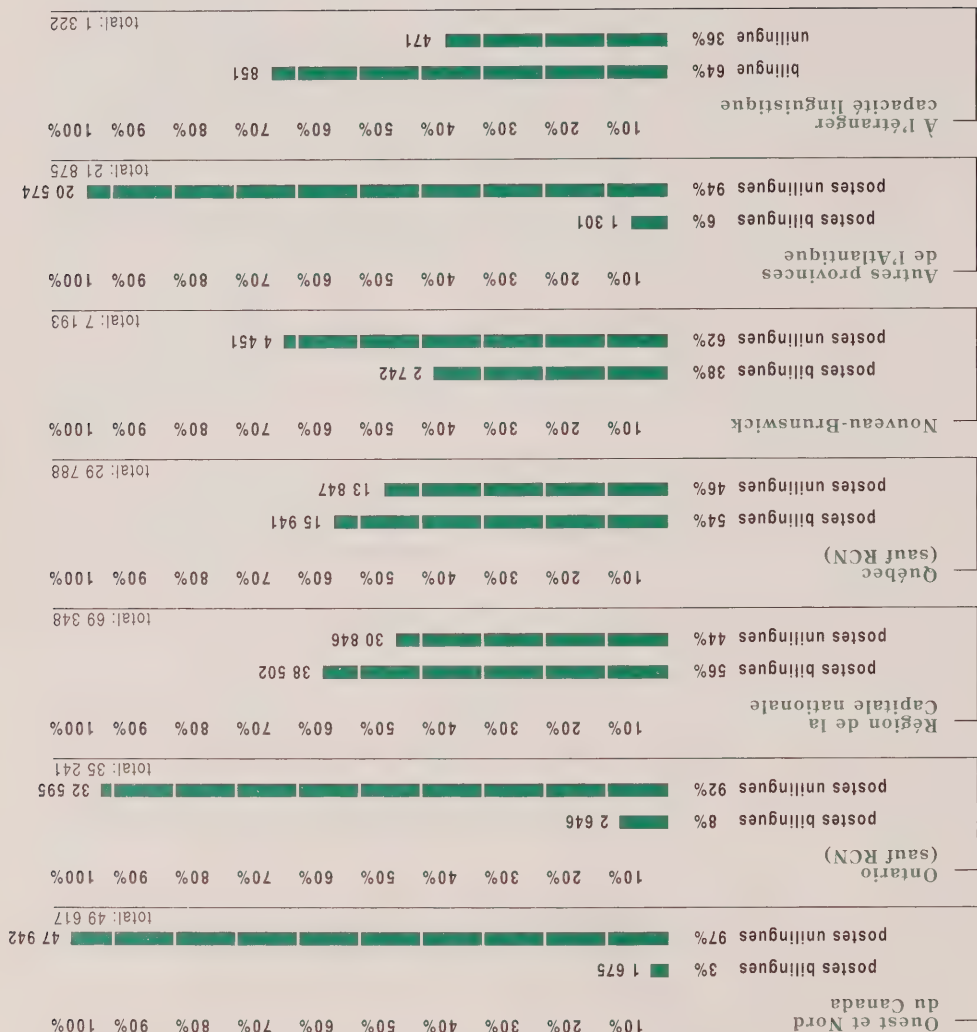 Ouest et Nord
du Canada
10% 20% 30% 40% 50% 60% 70% 80% 90% 100%
postes bilingues 3% 1 675
postes unilingues 97% 47 942
total: 49 617
Ontario
(sauf RCN)
10% 20% 30% 40% 50% 60% 70% 80% 90% 100%
postes bilingues 8% 2 646
postes unilingues 92% 32 595
total: 35 241
Région de la
Capitale nationale
10% 20% 30% 40% 50% 60% 70% 80% 90% 100%
postes bilingues 56% 38 502
postes unilingues 44% 30 846
total: 69 348
Québec
(sauf RCN)
10% 20% 30% 40% 50% 60% 70% 80% 90% 100%
postes bilingues 54% 15 941
postes unilingues 46% 13 847
total: 29 788
Nouveau-Brunswick
10% 20% 30% 40% 50% 60% 70% 80% 90% 100%
postes bilingues 38% 2 742
postes unilingues 62% 4 451
total: 7 193
Autres provinces
de l'Atlantique
10% 20% 30% 40% 50% 60% 70% 80% 90% 100%
postes bilingues 6% 1 301
postes unilingues 94% 20 574
total: 21 875
À l'étranger
capacité linguistique
10% 20% 30% 40% 50% 60% 70% 80% 90% 100%
bilingue 64% 851
unilingue 36% 471
total: 1 322